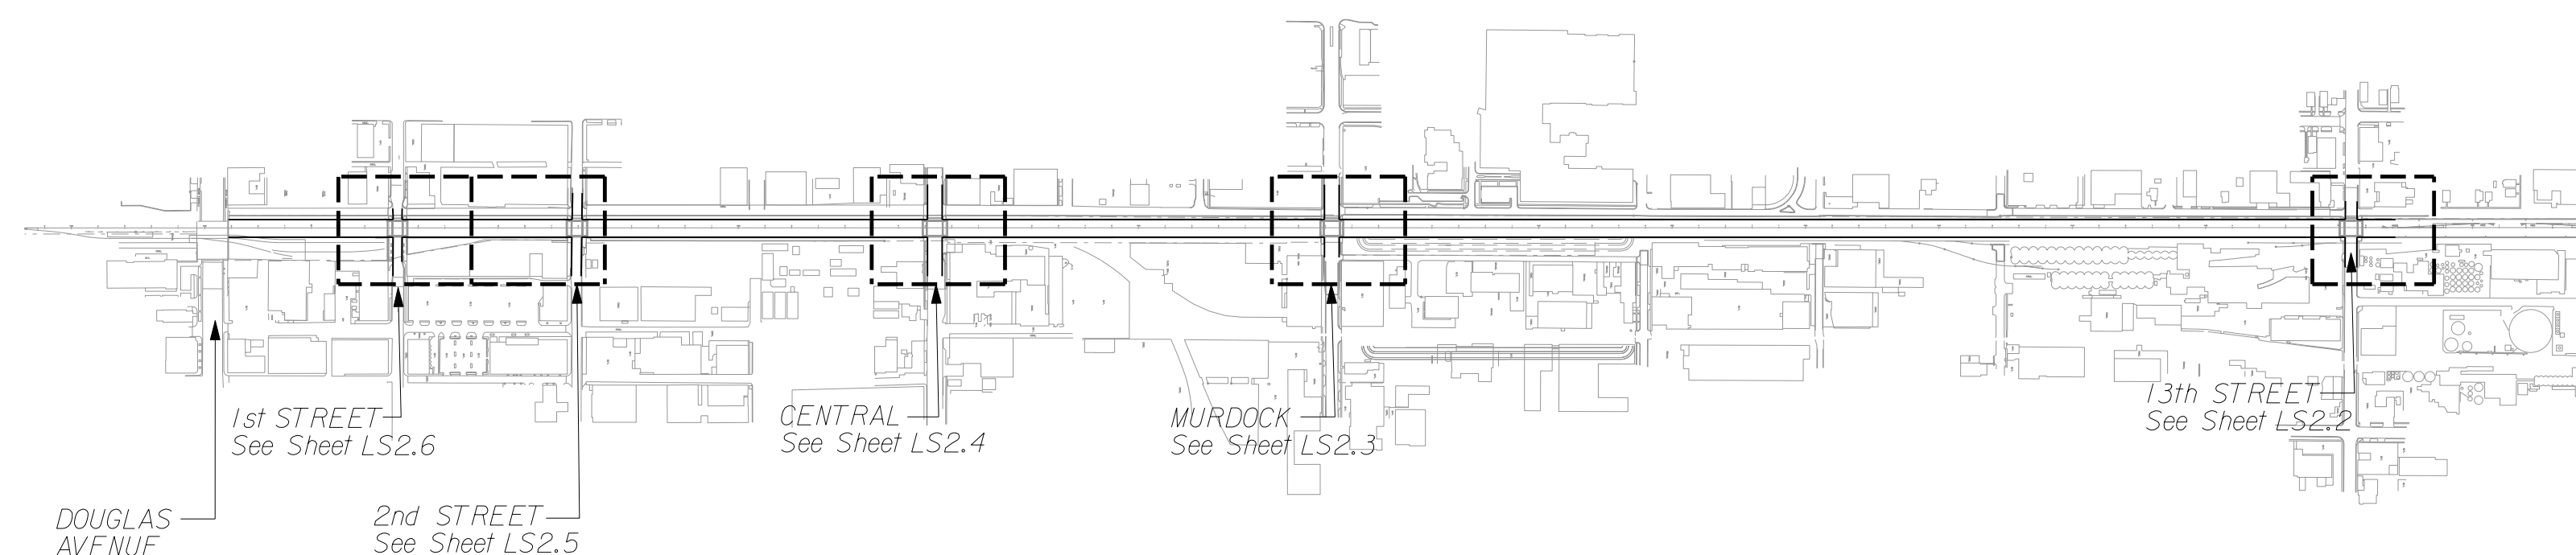 1st STREET
See Sheet LS2.6
CENTRAL
See Sheet LS2.4
MURDOCK
See Sheet LS2.3
13th STREET
See Sheet LS2.2
DOUGLAS
AVENUE
2nd STREET
See Sheet LS2.5